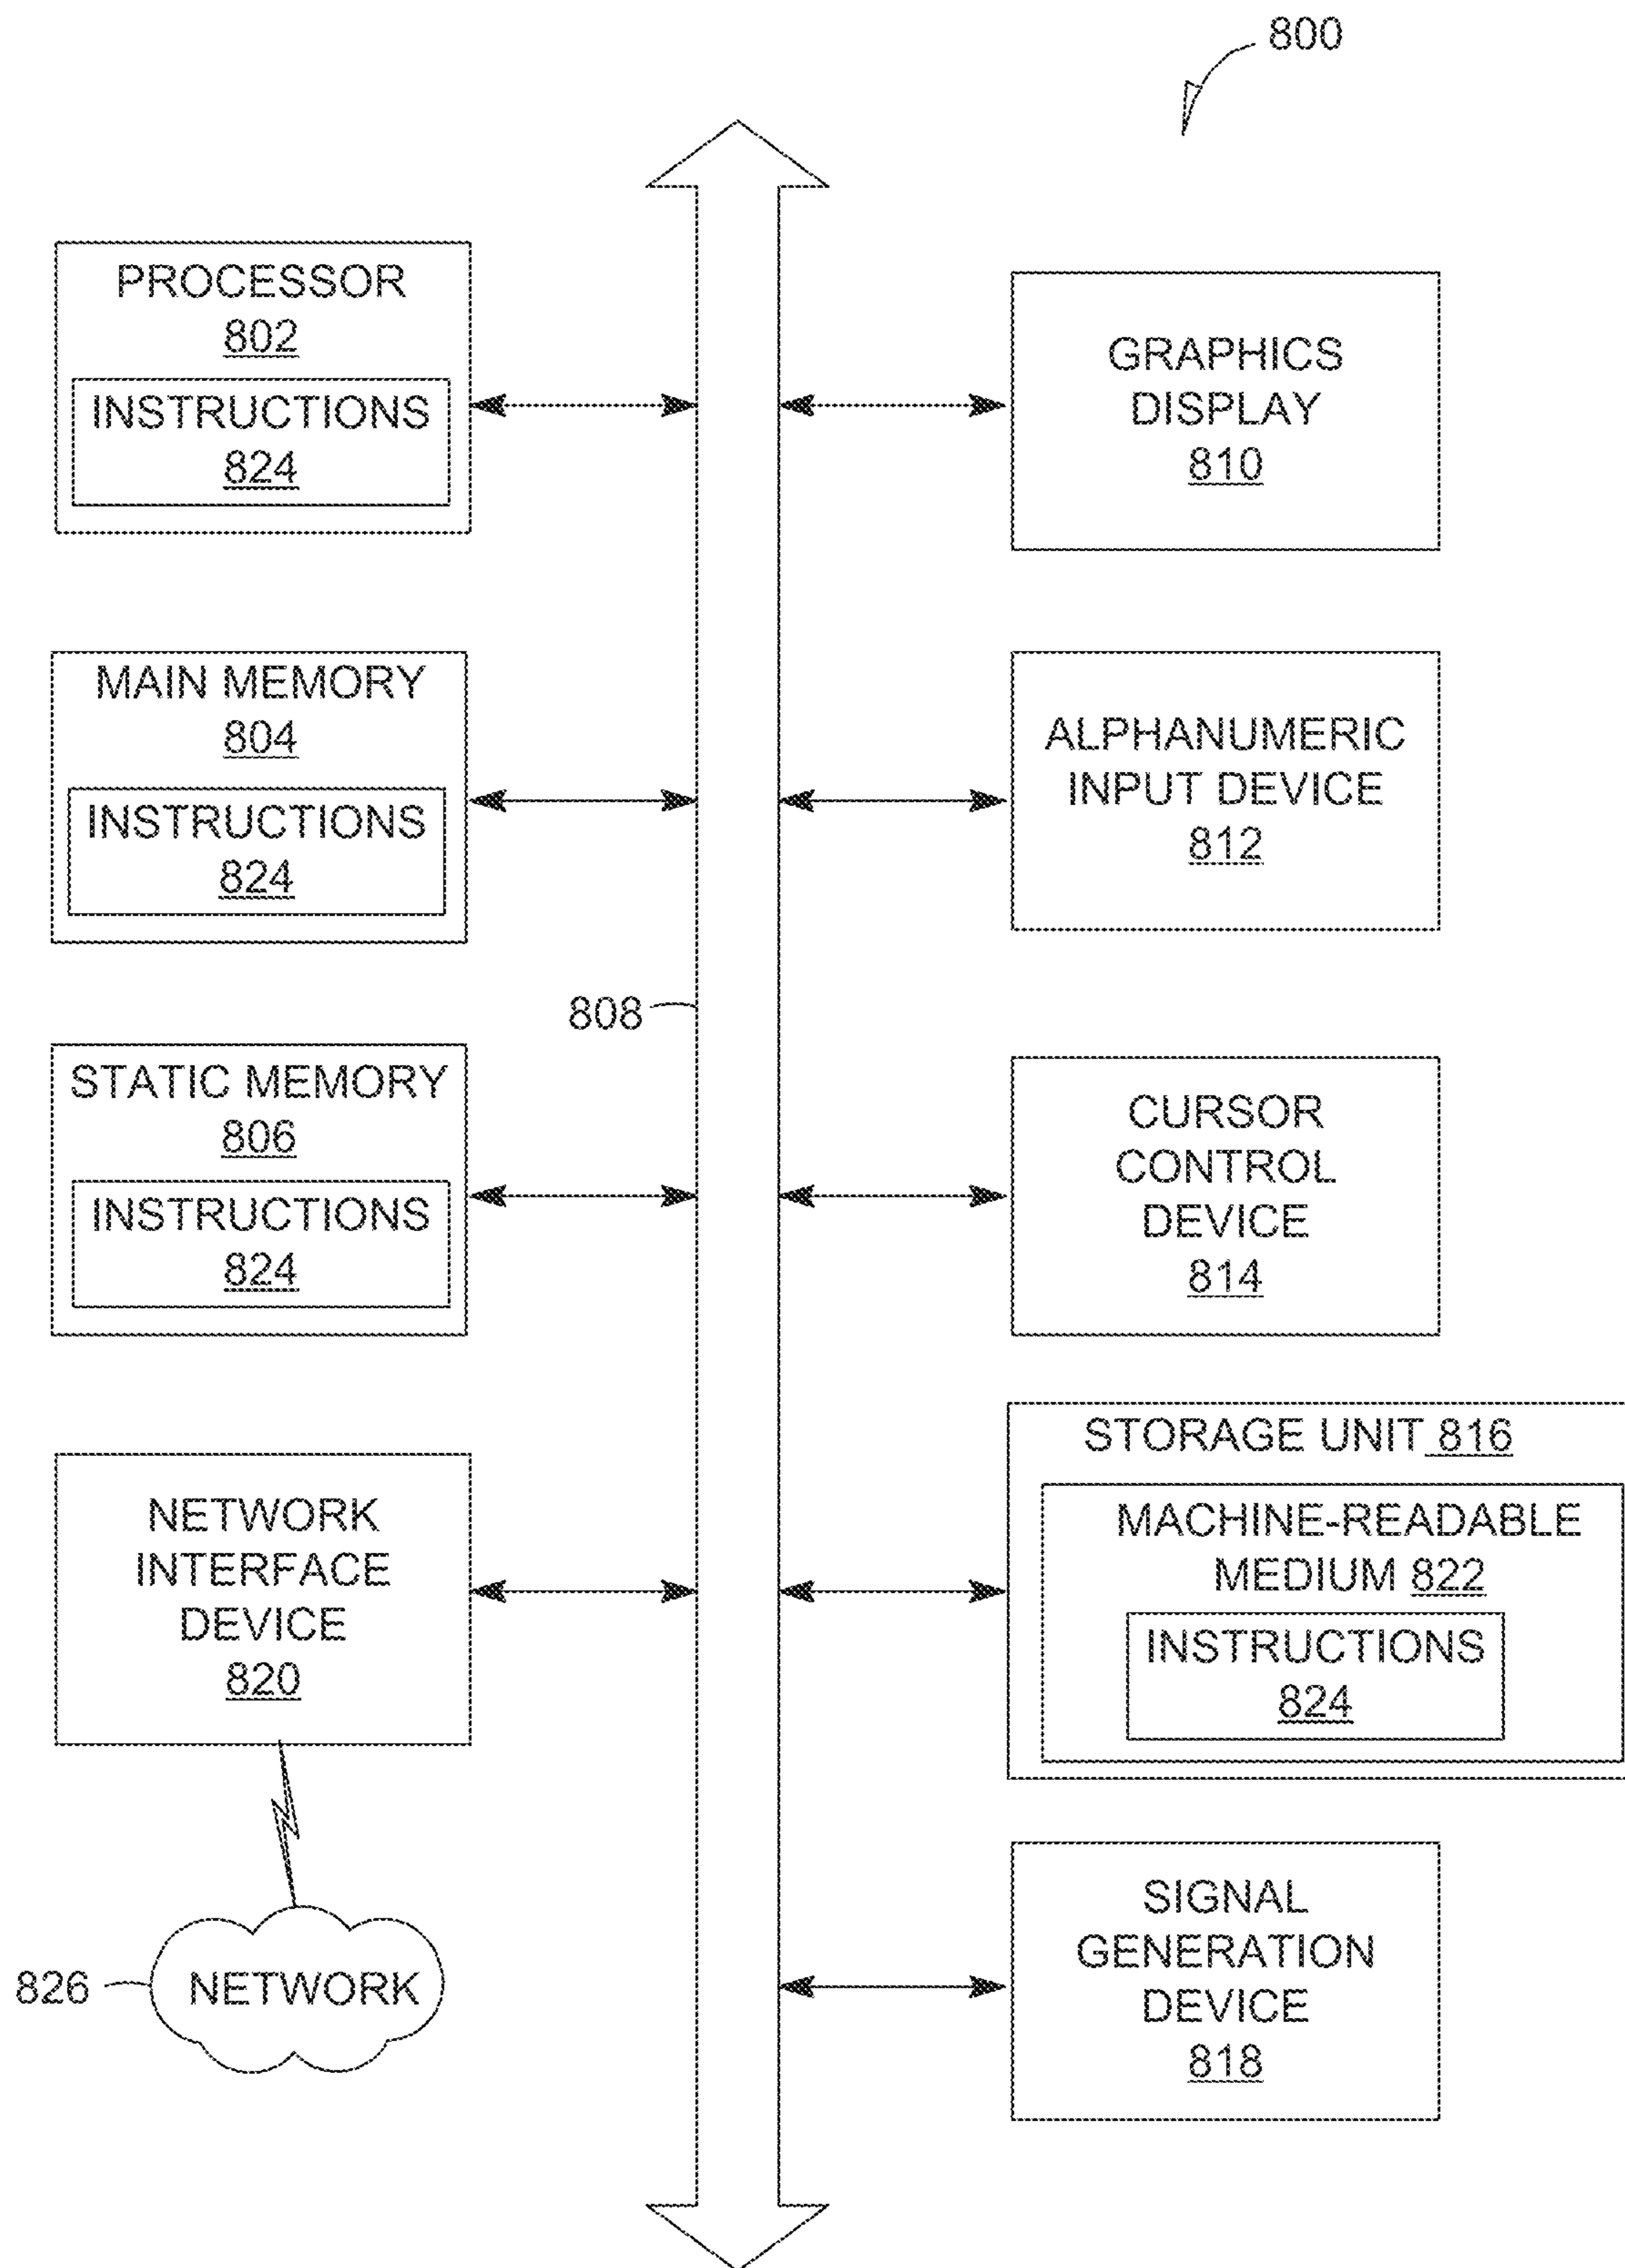 800
PROCESSOR
802
INSTRUCTIONS
824
GRAPHICS
DISPLAY
810
MAIN MEMORY
804
INSTRUCTIONS
824
ALPHANUMERIC
INPUT DEVICE
812
808
STATIC MEMORY
806
INSTRUCTIONS
824
CURSOR
CONTROL
DEVICE
814
NETWORK
INTERFACE
DEVICE
820
STORAGE UNIT 816
MACHINE-READABLE
MEDIUM 822
INSTRUCTIONS
824
826
NETWORK
SIGNAL
GENERATION
DEVICE
818